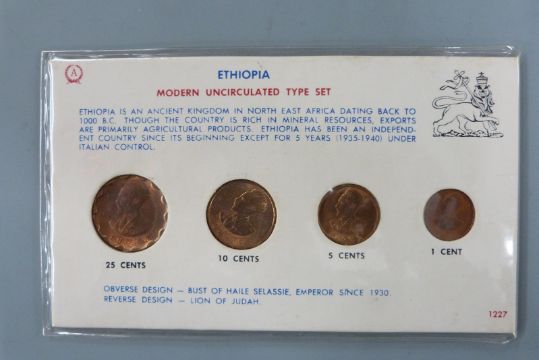 A
ETHIOPIA
MODERN UNCIRCULATED TYPE SET
ETHIOPIA IS AN ANCIENT KINGDOM IN NORTH EAST AFRICA DATING BACK TO
1000 B.C. THOUGH THE COUNTRY IS RICH IN MINERAL RESOURCES, EXPORTS
ARE PRIMARILY AGRICULTURAL PRODUCTS. ETHIOPIA HAS BEEN AN INDEPEND-
ENT COUNTRY SINCE ITS BEGINNING EXCEPT FOR 5 YEARS (1935-1940) UNDER
ITALIAN CONTROL.
25 CENTS
10 CENTS
5 CENTS
1 CENT
OBVERSE DESIGN — BUST OF HAILE SELASSIE, EMPEROR SINCE 1930.
REVERSE DESIGN — LION OF JUDAH.
1227